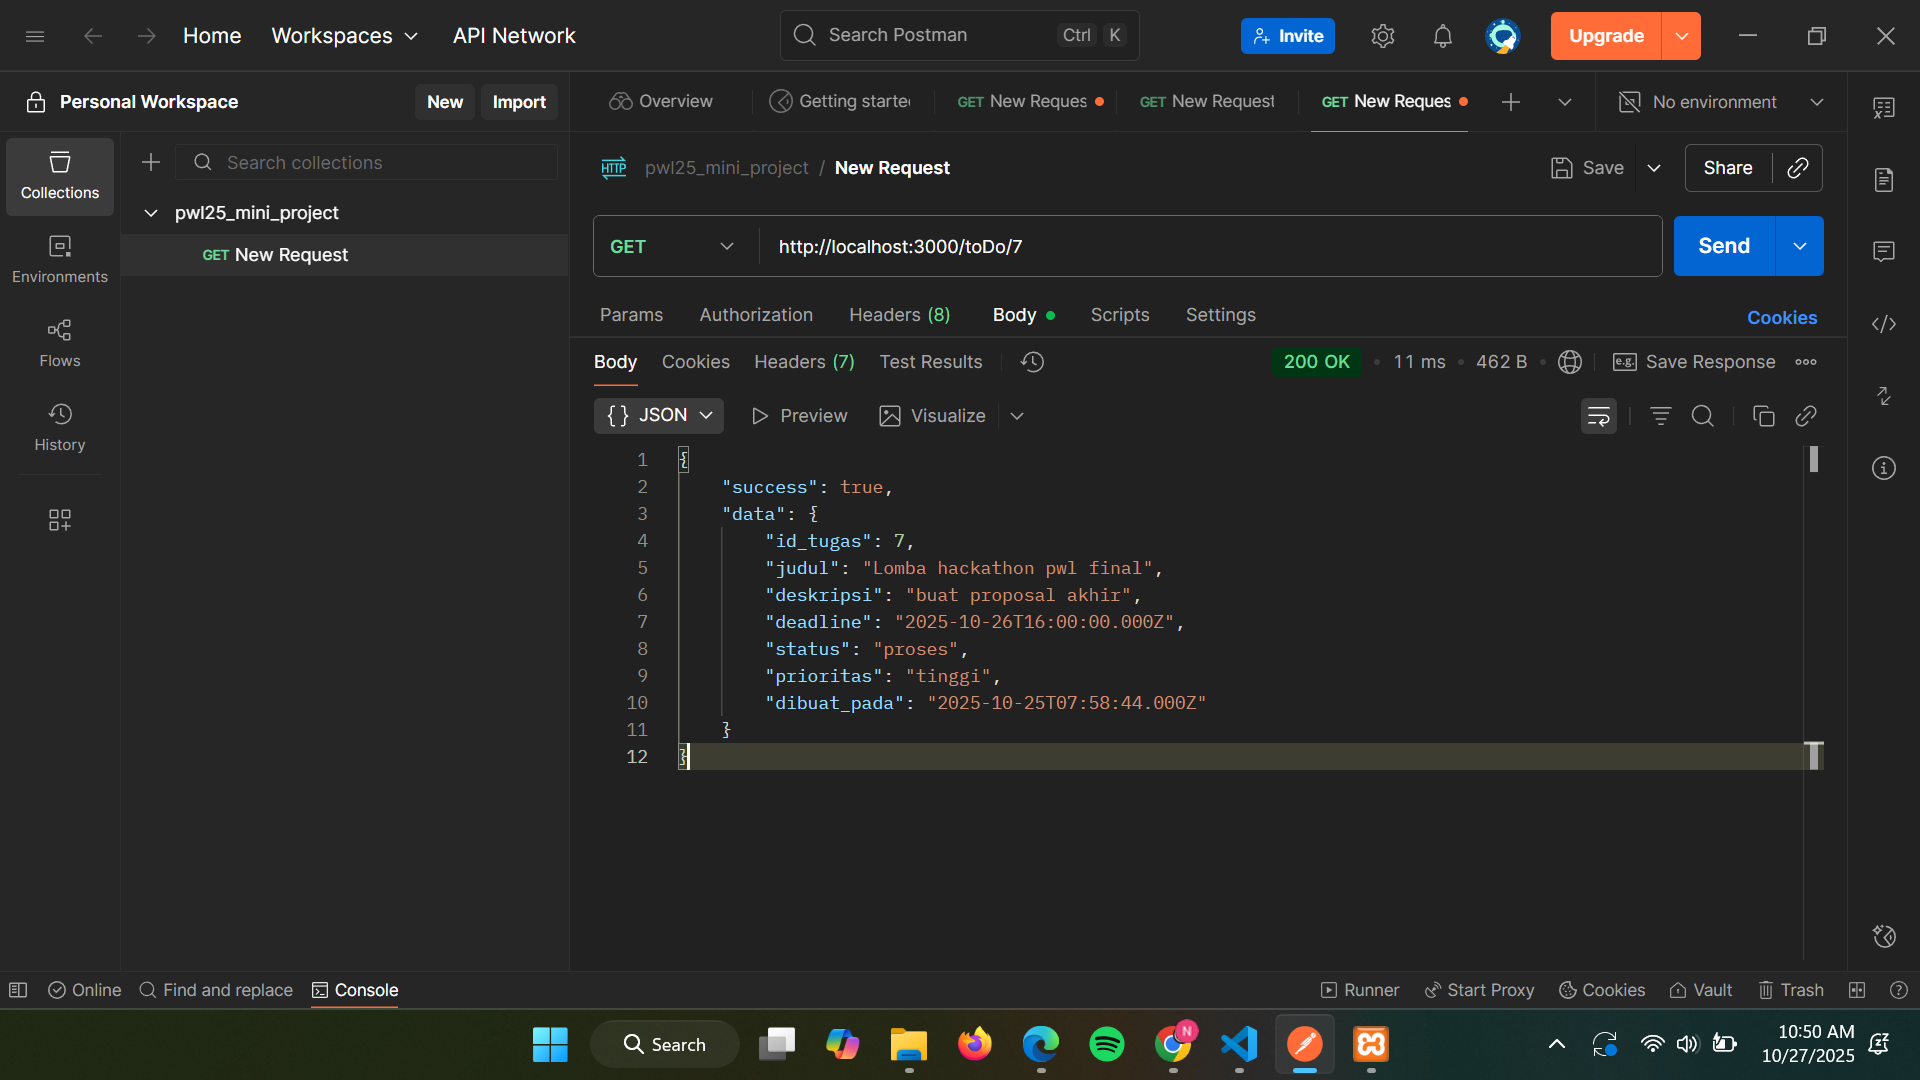 Home
Workspaces
API Network
Search Postman
Ctrl
K
Invite
Upgrade
Personal Workspace
New
Import
Overview
Getting starte
GET New Reques
GET New Request
GET New Reques
No environment
Collections
Search collections
pwl25_mini_project
GET New Request
Environments
Flows
History
HTTP
pwl25_mini_project / New Request
Save
Share
GET
http://localhost:3000/toDo/7
Send
Params
Authorization
Headers (8)
Body
Scripts
Settings
Cookies
Body
Cookies
Headers (7)
Test Results
200 OK
11 ms
462 B
e.g.
Save Response
{ } JSON
Preview
Visualize
1 {
2 "success": true,
3 "data": {
4 "id_tugas": 7,
5 "judul": "Lomba hackathon pwl final",
6 "deskripsi": "buat proposal akhir",
7 "deadline": "2025-10-26T16:00:00.000Z",
8 "status": "proses",
9 "prioritas": "tinggi",
10 "dibuat_pada": "2025-10-25T07:58:44.000Z"
11 }
12 }
Online
Find and replace
Console
Runner
Start Proxy
Cookies
Vault
Trash
Search
N
10:50 AM
10/27/2025